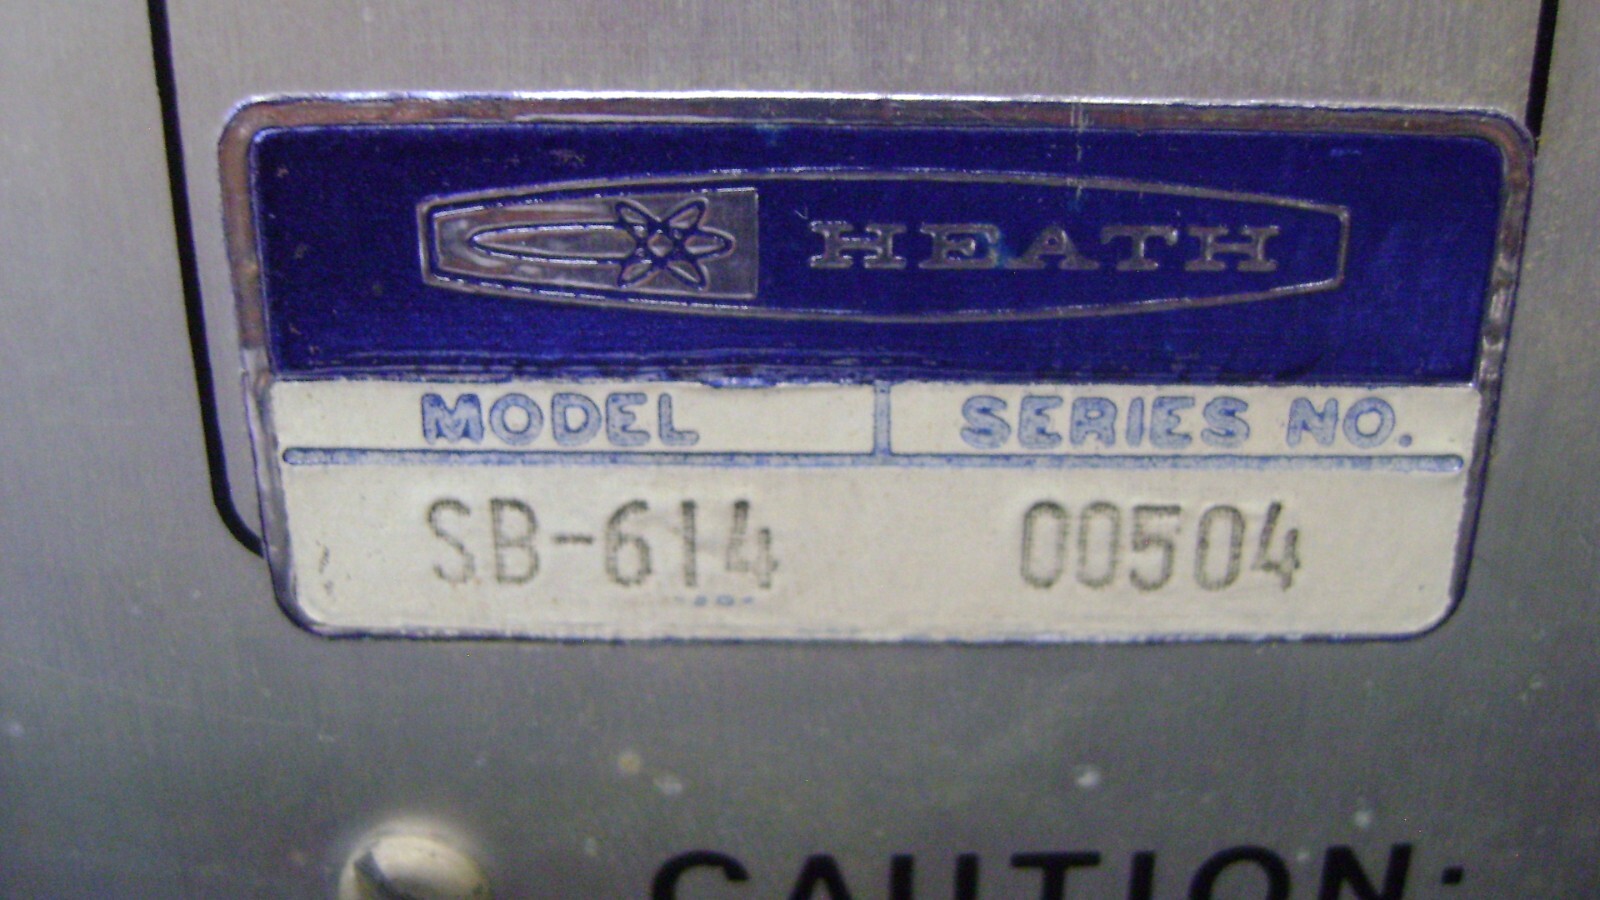 HEATH
MODEL SERIES NO.
SB-614 00504
CAUTION: